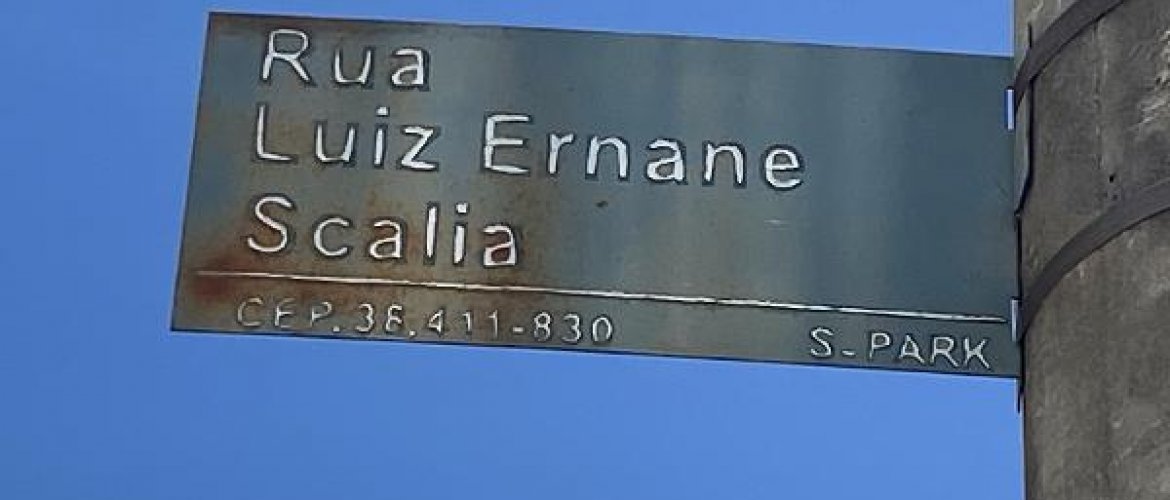 Rua
Luiz Ernane
Scalia
CEP. 38.411-830
S-PARK